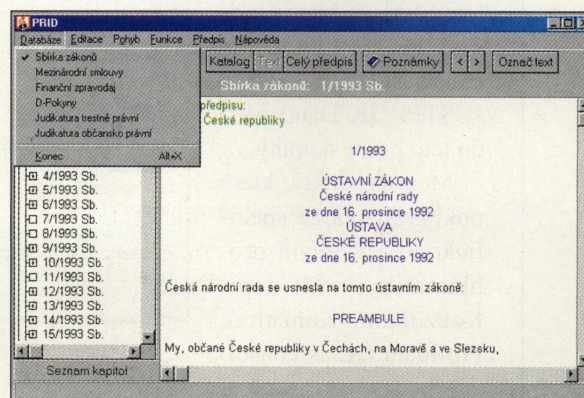 PRID
Databáze Editace Pohyb Funkce Předpis Nápověda
Sbírka zákonů
Mezinárodní smlouvy
Finanční zpravodaj
D-Pokyny
Judikatura trestně právní
Judikatura občansko právní
Konec Alt+X
Katalog Text Celý předpis Poznámky < > Označ text
Sbírka zákonů: 1/1993 Sb.
předpisu:
České republiky
1/1993
ÚSTAVNÍ ZÁKON
České národní rady
ze dne 16. prosince 1992
ÚSTAVA
ČESKÉ REPUBLIKY
ze dne 16. prosince 1992
Česká národní rada se usnesla na tomto ústavním zákoně:
PREAMBULE
My, občané České republiky v Čechách, na Moravě a ve Slezsku,
4/1993 Sb.
5/1993 Sb.
6/1993 Sb.
7/1993 Sb.
8/1993 Sb.
9/1993 Sb.
10/1993 Sb.
11/1993 Sb.
12/1993 Sb.
13/1993 Sb.
14/1993 Sb.
15/1993 Sb.
Seznam kapitol